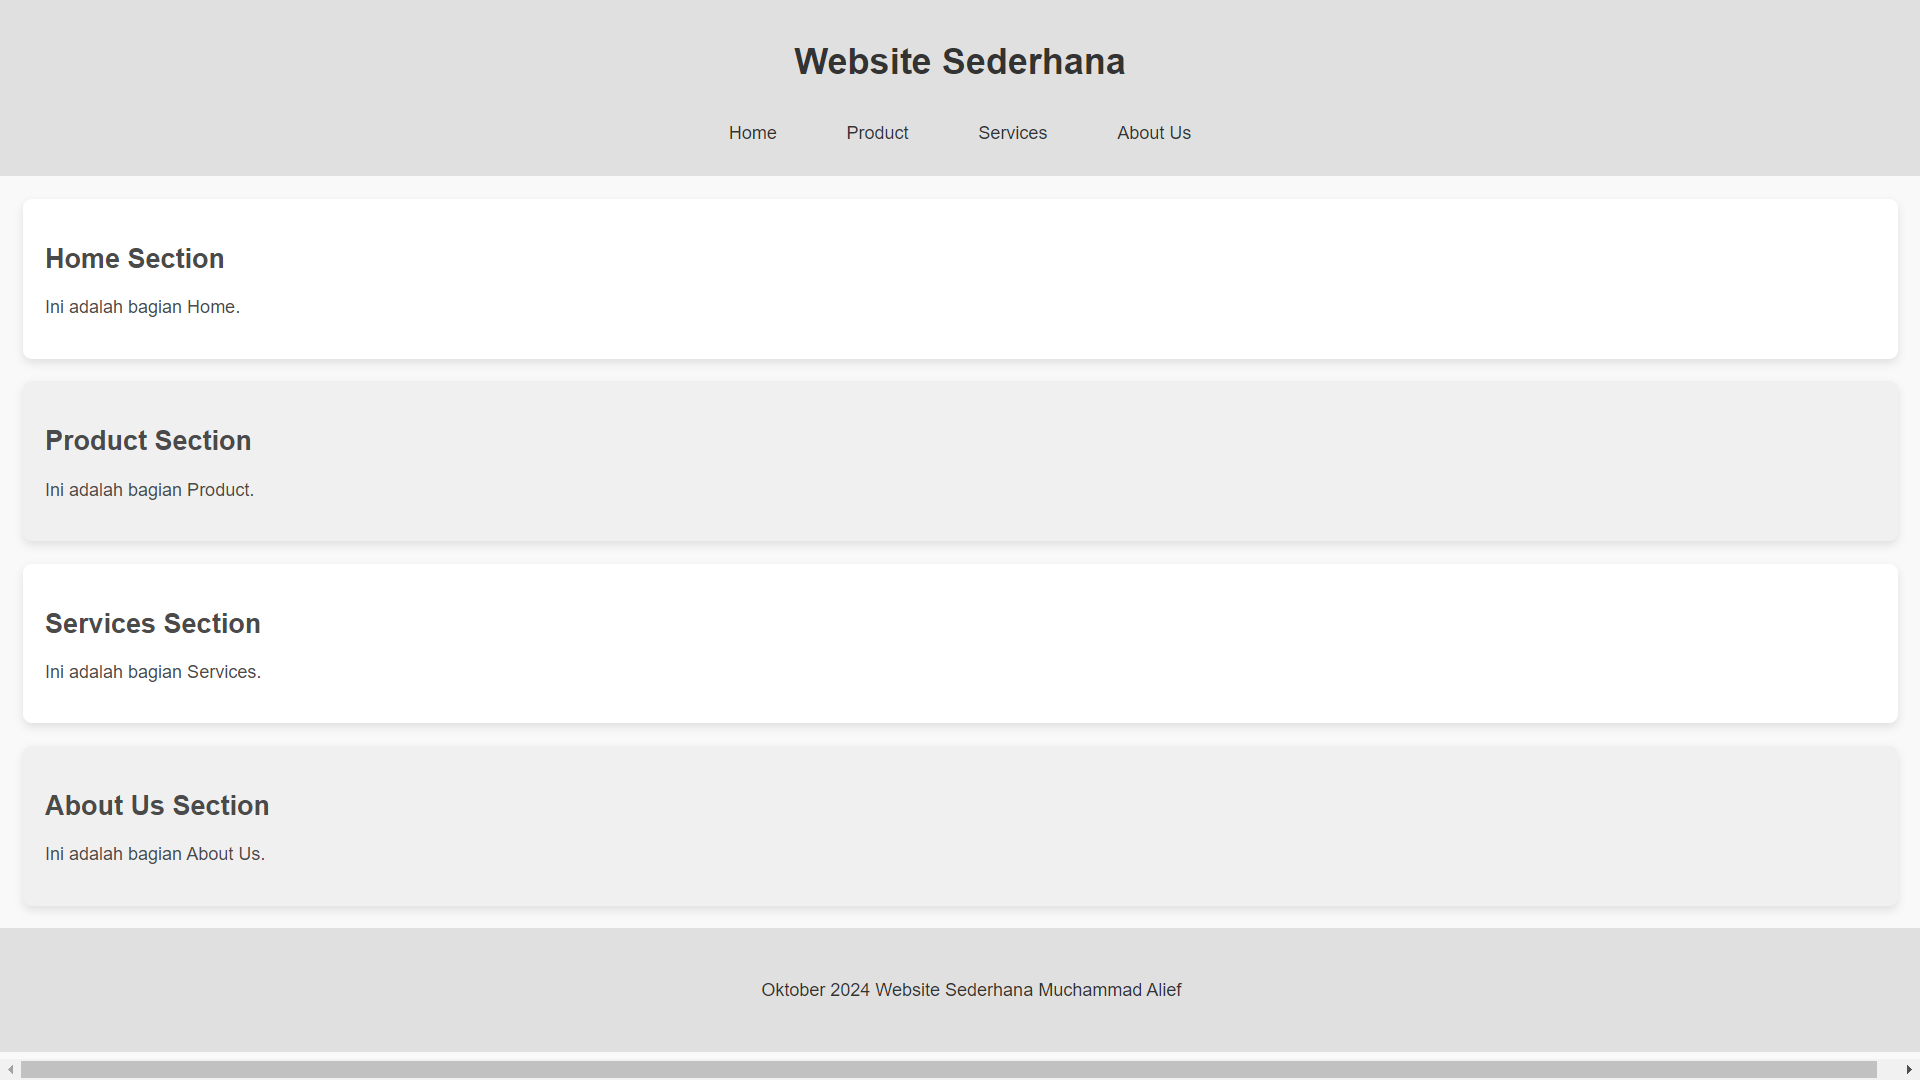 Website Sederhana
Home Product Services About Us
Home Section
Ini adalah bagian Home.
Product Section
Ini adalah bagian Product.
Services Section
Ini adalah bagian Services.
About Us Section
Ini adalah bagian About Us.
Oktober 2024 Website Sederhana Muchammad Alief